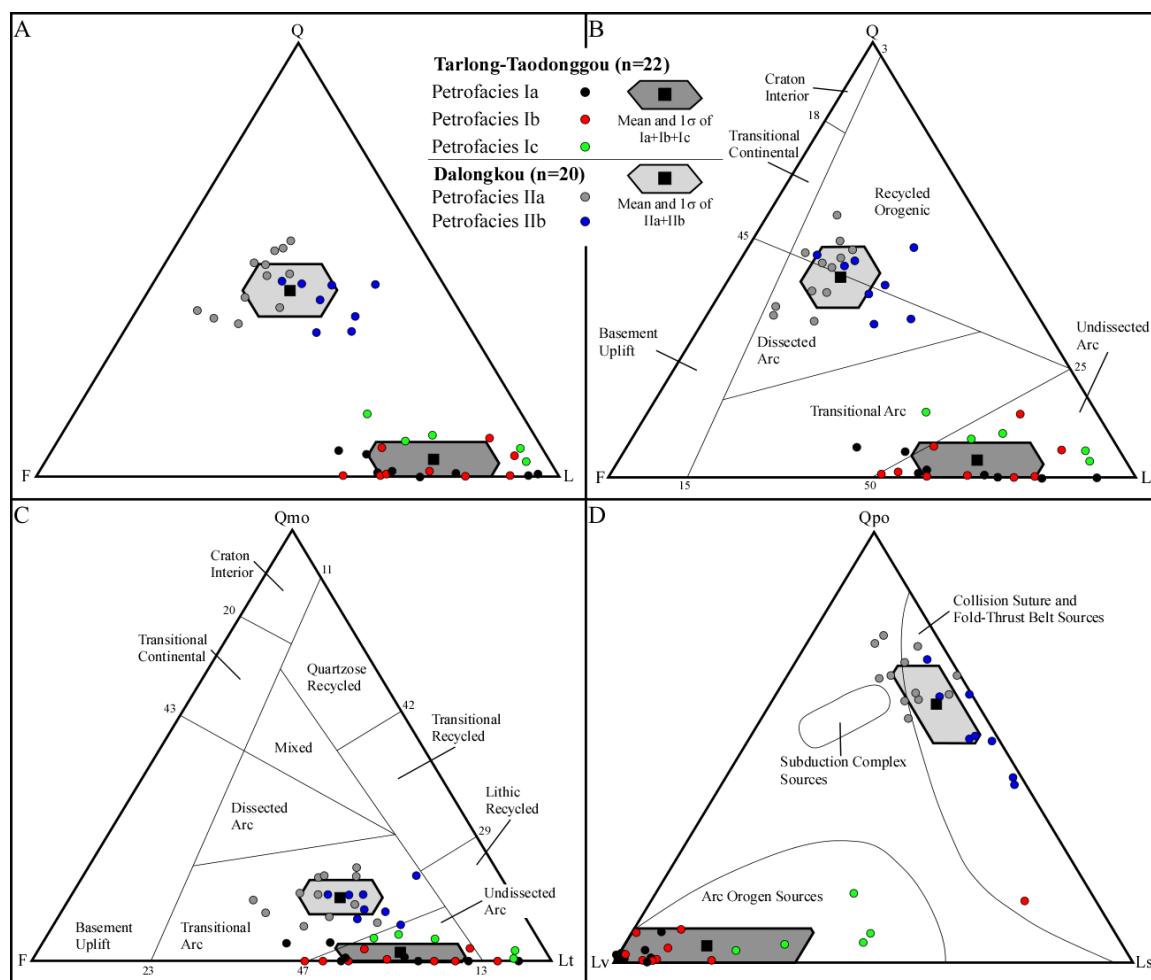 A
Q
F
L
Tarlong-Taodonggou (n=22)
Petrofacies Ia
Petrofacies Ib
Petrofacies Ic
Mean and 1σ of
Ia+Ib+Ic
Dalongkou (n=20)
Petrofacies IIa
Petrofacies IIb
Mean and 1σ of
IIa+IIb
B
Q
3
Craton
Interior
18
Transitional
Continental
Recycled
Orogenic
45
Basement
Uplift
Dissected
Arc
Undissected
Arc
25
Transitional Arc
F
L
15
50
C
Qmo
Craton
Interior
11
20
Transitional
Continental
Quartzose
Recycled
43
42
Transitional
Recycled
Mixed
Dissected
Arc
Lithic
Recycled
29
Undissected
Arc
Basement
Uplift
Transitional
Arc
F
Lt
23
47
13
D
Qpo
Collision Suture and
Fold-Thrust Belt Sources
Subduction Complex
Sources
Arc Orogen Sources
Lv
Ls